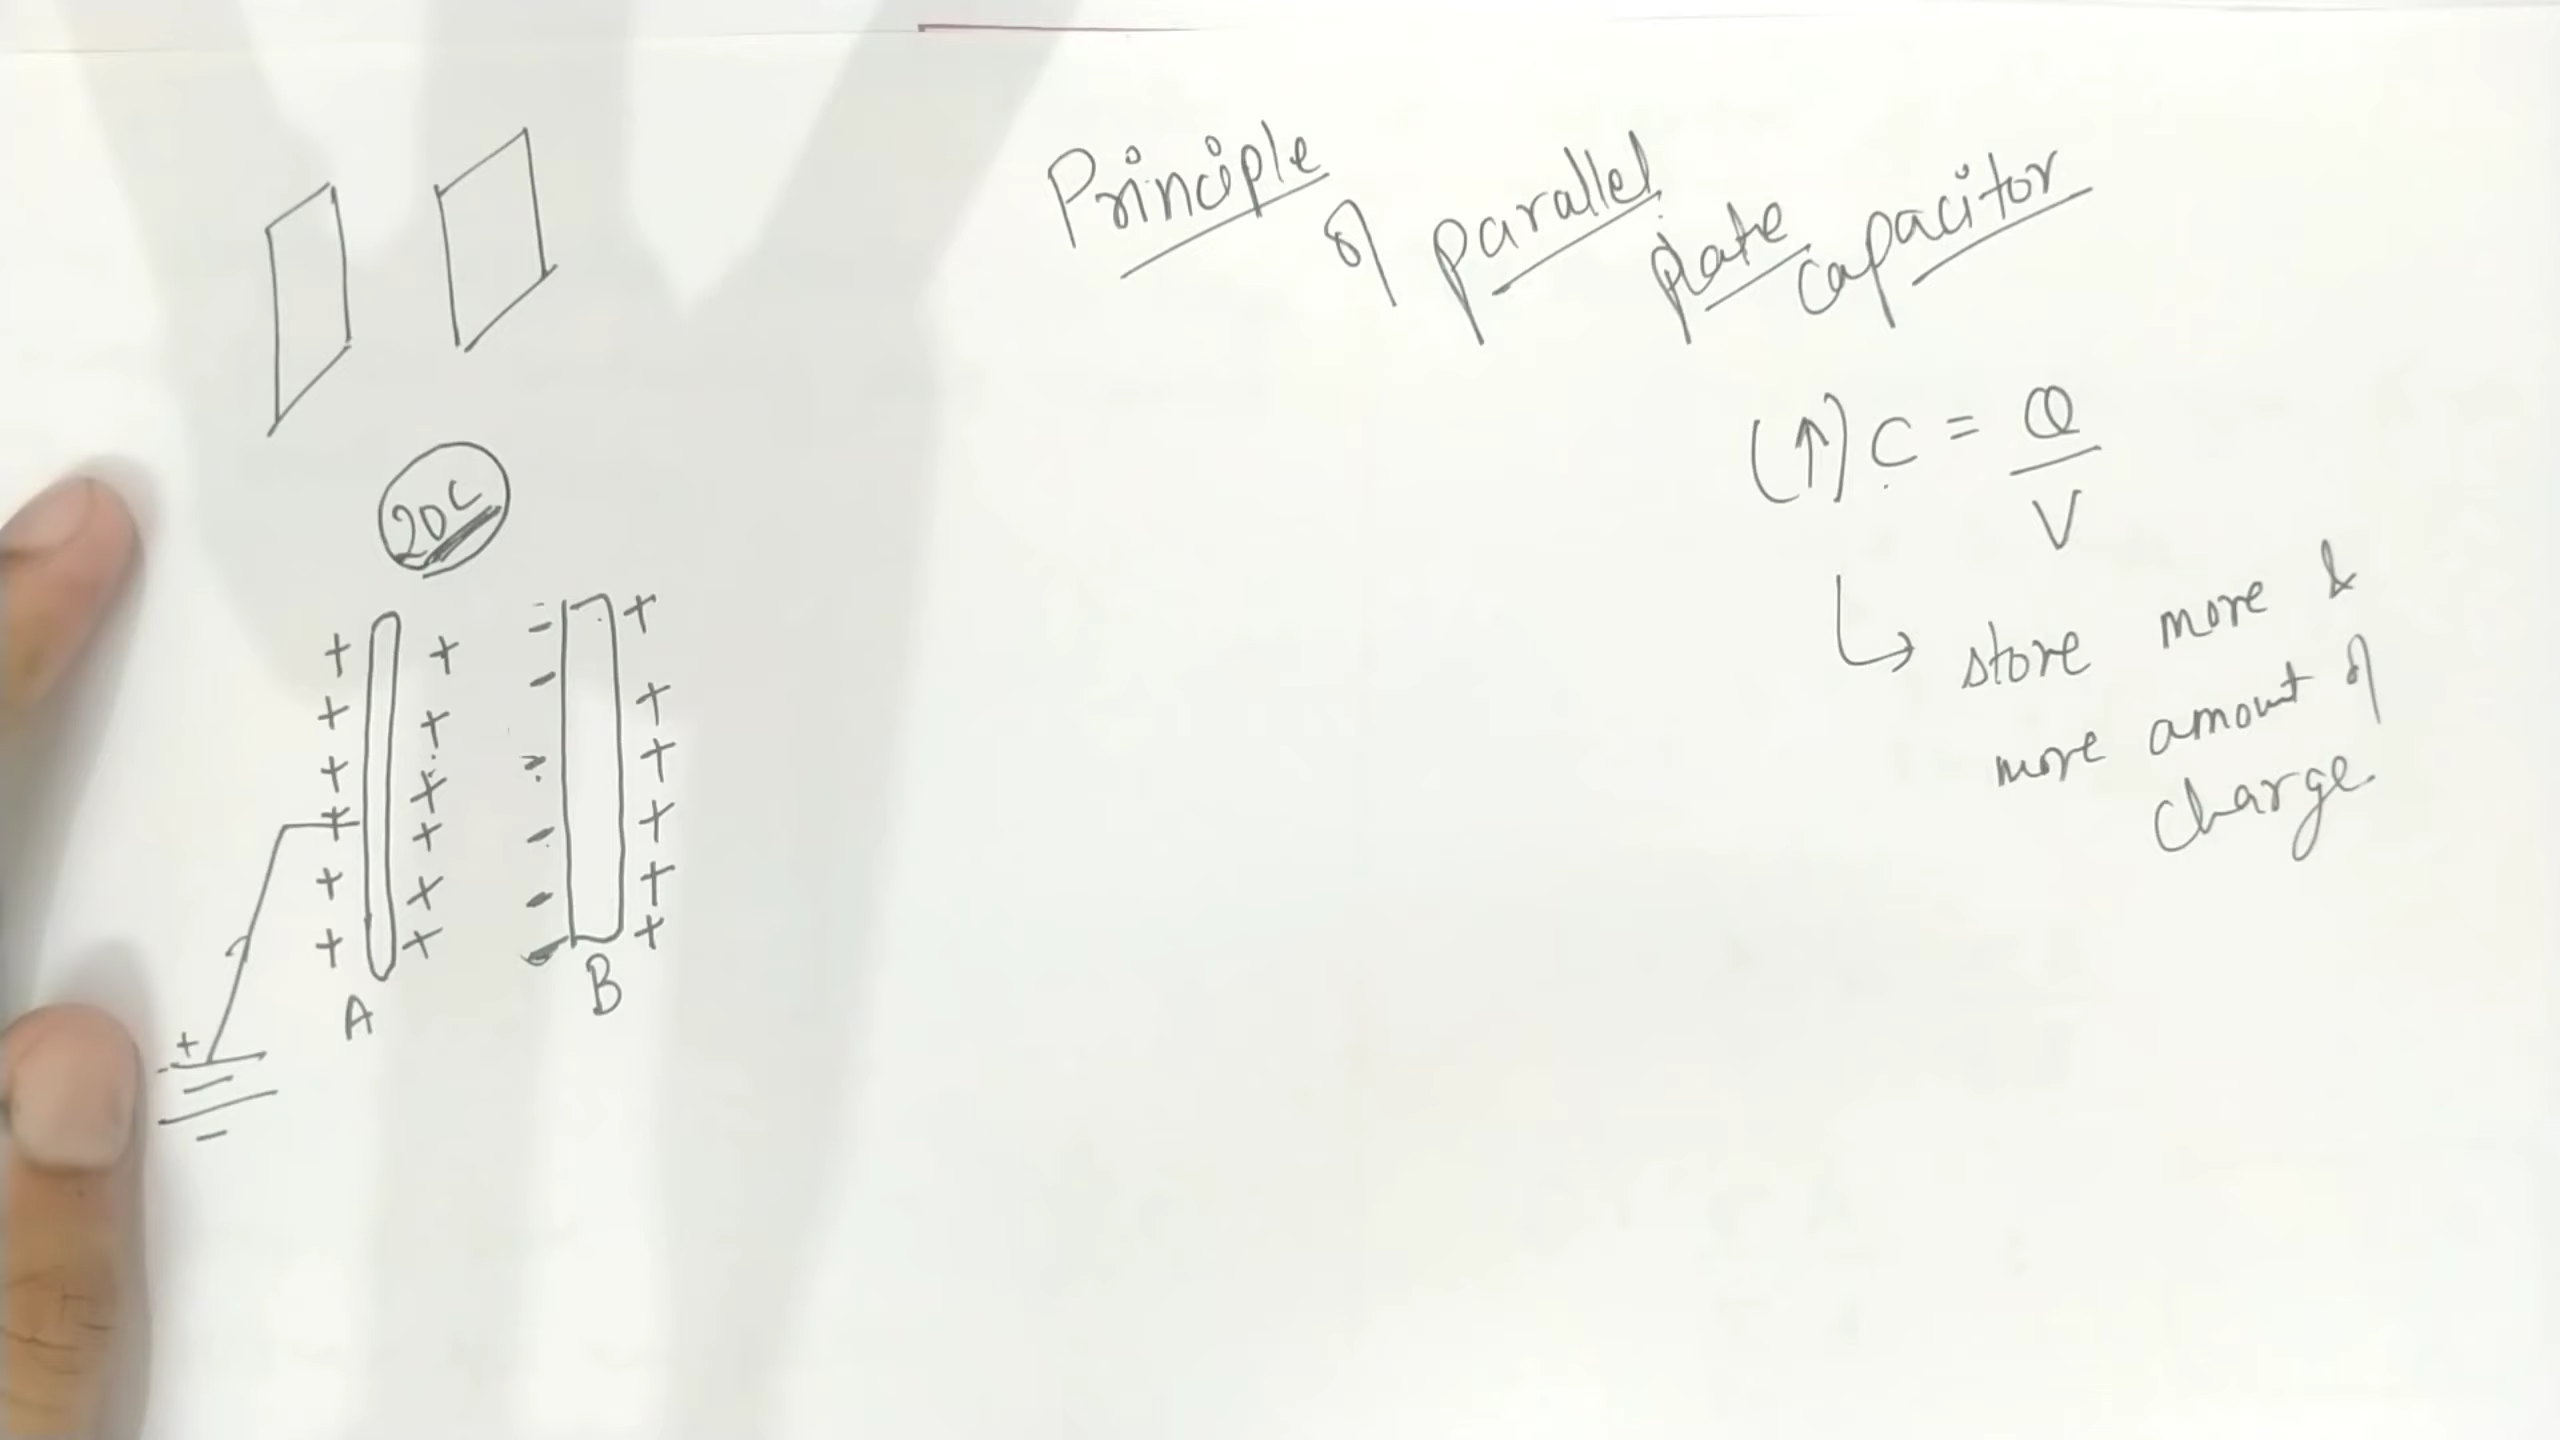 Principle of parallel plate capacitor
(↑) C = Q/V
↳ store more &
more amount of
charge
20C
+ + - +
+ + - +
+ + - +
+ + - +
+ + - +
+ + - +
A B
+